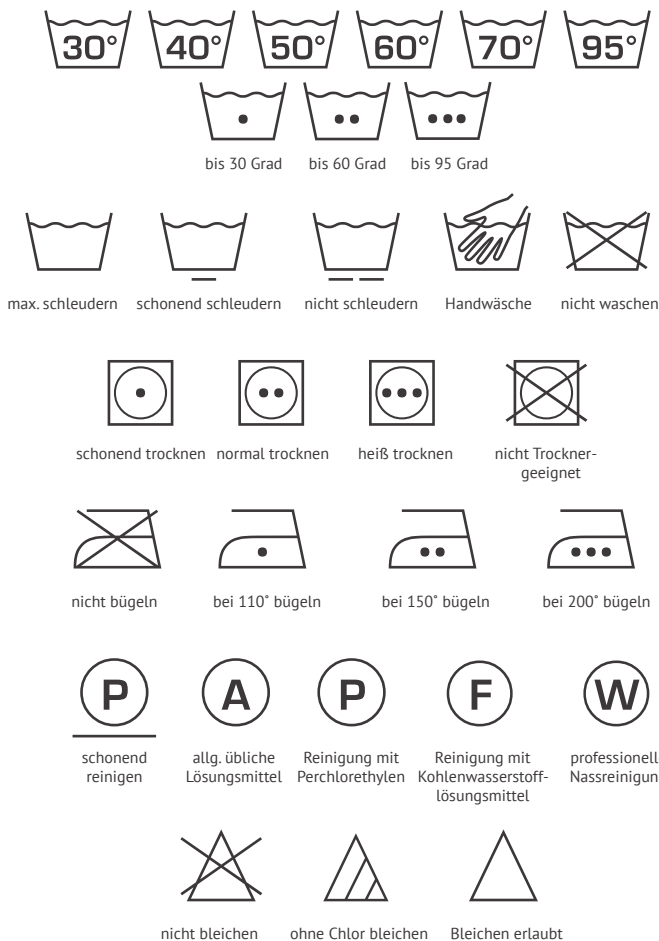 30° 40° 50° 60° 70° 95°
bis 30 Grad bis 60 Grad bis 95 Grad
max. schleudern schonend schleudern nicht schleudern Handwäsche nicht waschen
schonend trocknen normal trocknen heiß trocknen nicht Trockner-
geeignet
nicht bügeln bei 110° bügeln bei 150° bügeln bei 200° bügeln
P A P F W
schonend allg. übliche Reinigung mit Reinigung mit professionell
reinigen Lösungsmittel Perchlorethylen Kohlenwasserstoff- Nassreinigun
lösungsmittel
nicht bleichen ohne Chlor bleichen Bleichen erlaubt